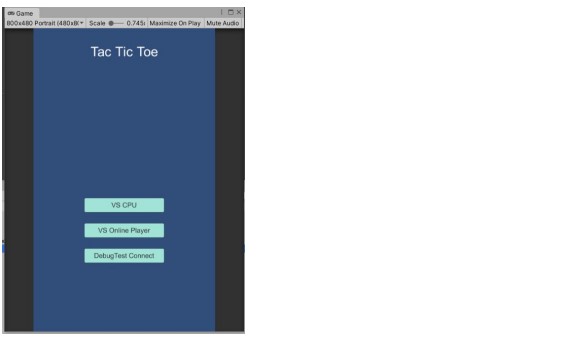 Game
800x480 Portrait (480x8( Scale 0.745x Maximize On Play Mute Audio
Tac Tic Toe
VS CPU
VS Online Player
DebugTest Connect